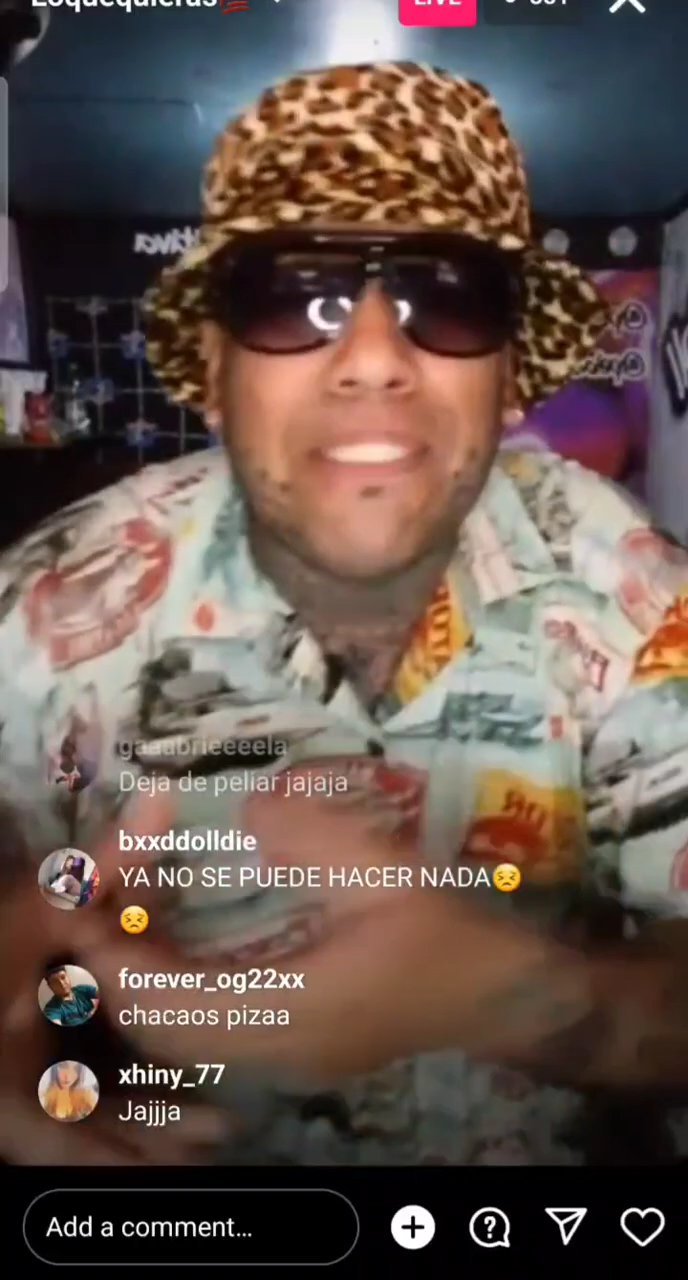 LIVE
gaaabrieeeela
Deja de peliar jajaja
bxxddolldie
YA NO SE PUEDE HACER NADA😣
😣
forever_og22xx
chacaos pizaa
xhiny_77
Jajjja
Add a comment...